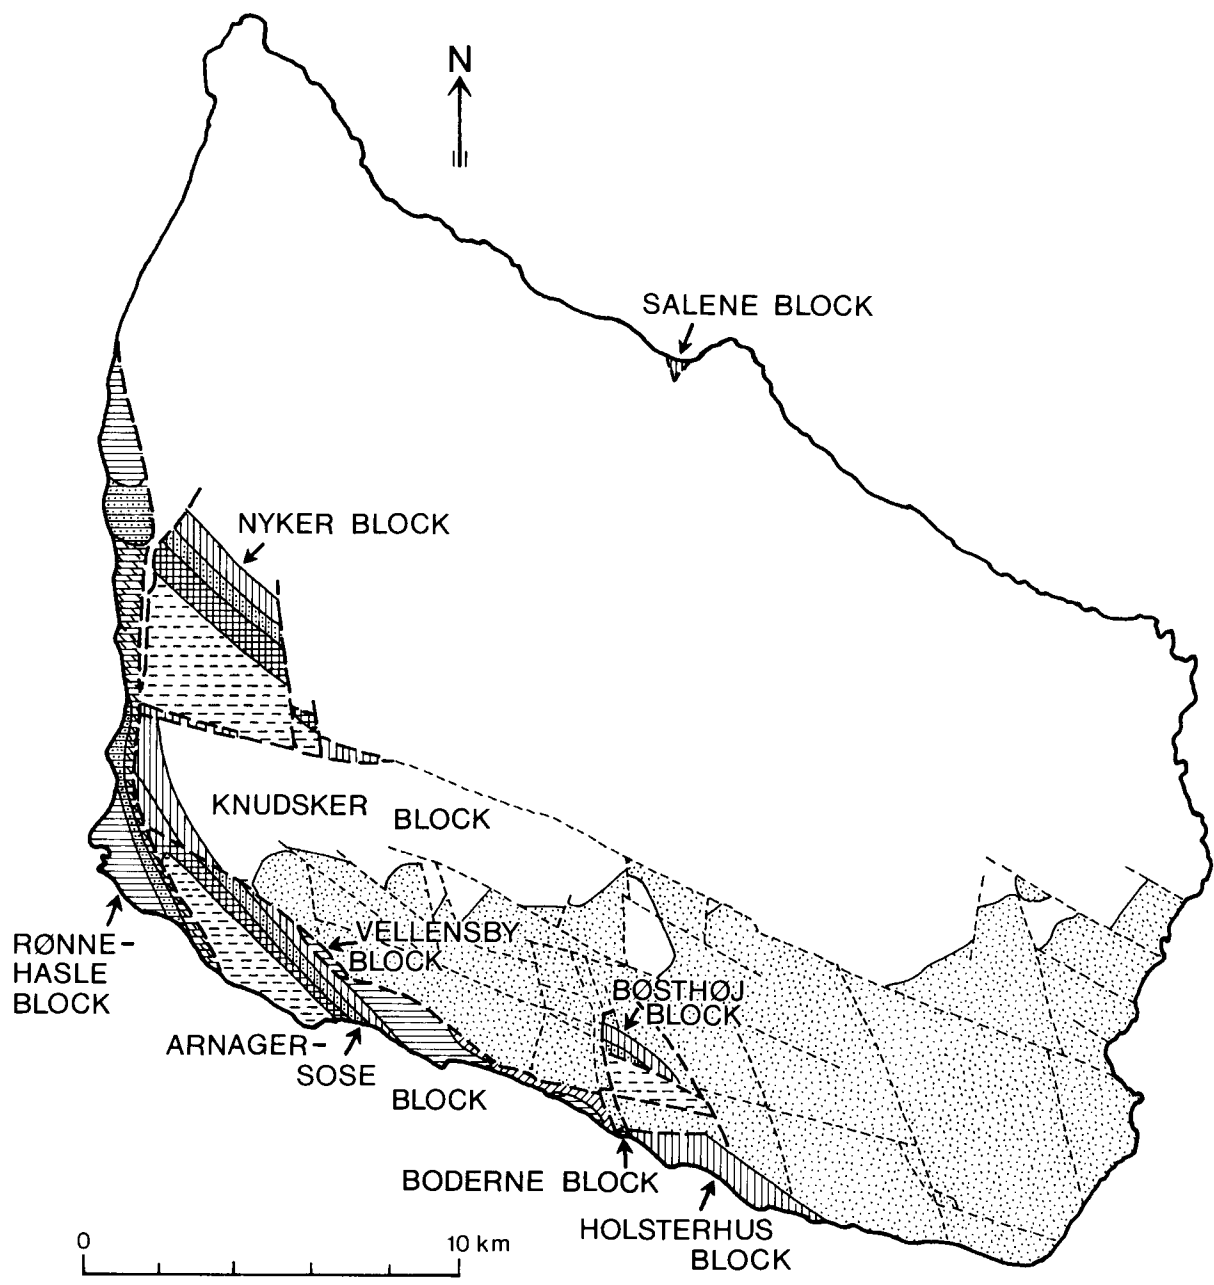 N
SALENE BLOCK
NYKER BLOCK
KNUDSKER BLOCK
VELLENSBY
BLOCK
RØNNE-
HASLE
BLOCK
BØSTHØJ
BLOCK
ARNAGER-
SOSE
BLOCK
BODERNE BLOCK
HOLSTERHUS
BLOCK
0 10 km